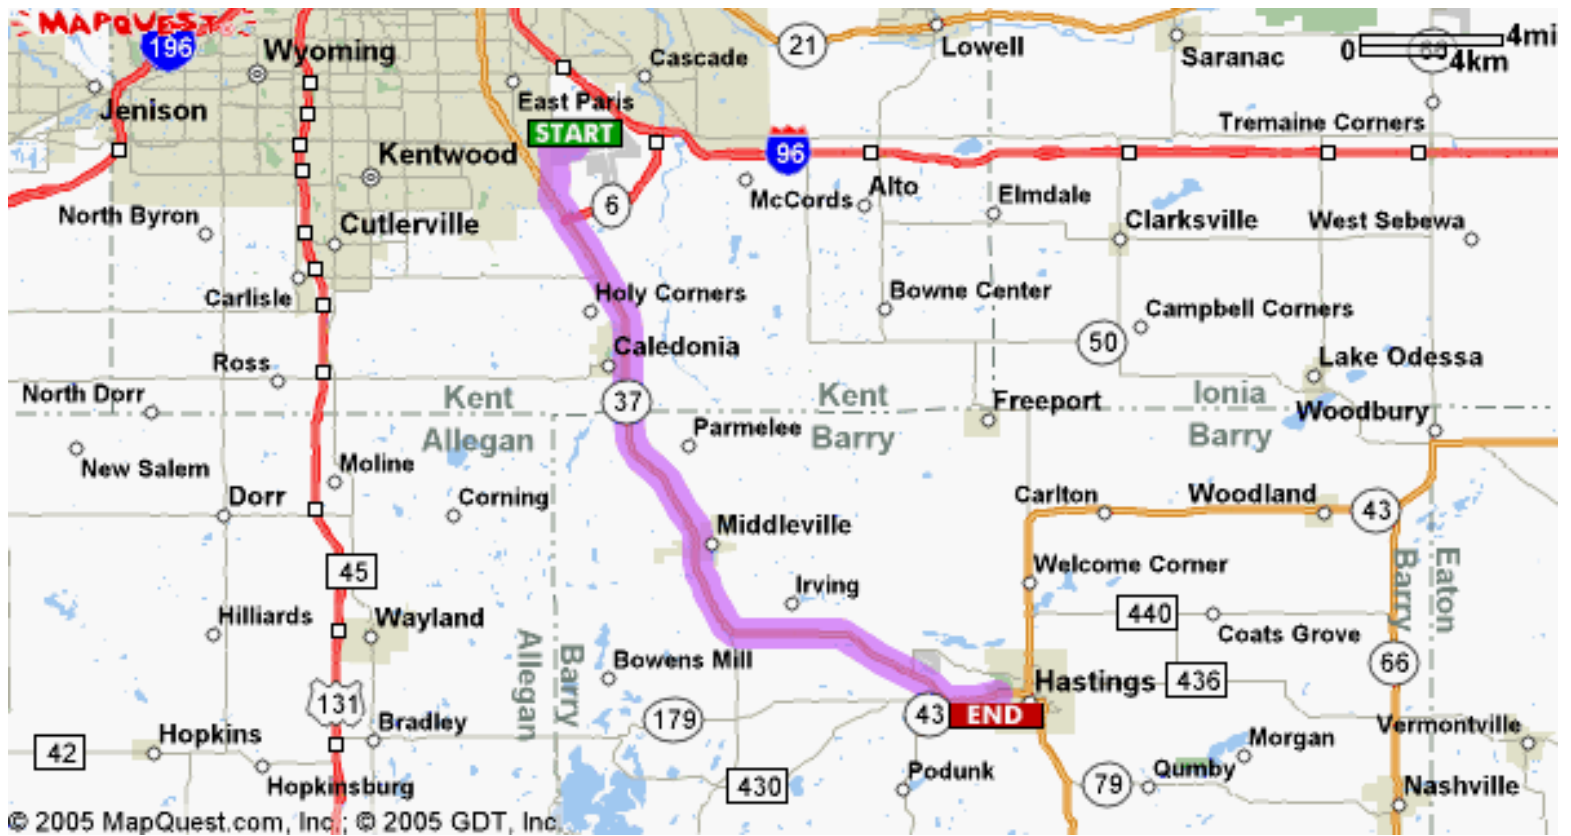 MAPQUEST
196
Wyoming
21
Lowell
Saranac
0 4mi
66
4km
Cascade
Jenison
East Paris
START
Tremaine Corners
Kentwood
96
McCords
Alto
6
Elmdale
North Byron
Cutlerville
Clarksville
West Sebewa
Carlisle
Holy Corners
Bowne Center
Campbell Corners
Caledonia
50
Ross
Lake Odessa
North Dorr
Kent
37
Kent
Freeport
Ionia
Woodbury
Allegan
Parmelee
Barry
Barry
New Salem
Moline
Dorr
Corning
Carlton
Woodland
43
Middleville
45
Welcome Corner
Barry
Eaton
Irving
Hilliards
Wayland
440
Coats Grove
Allegan
Barry
Bowens Mill
66
Hastings
436
131
Bradley
179
43
END
Vermontville
42
Hopkins
Morgan
Hopkinsburg
430
Podunk
79
Qumby
Nashville
© 2005 MapQuest.com, Inc.; © 2005 GDT, Inc.